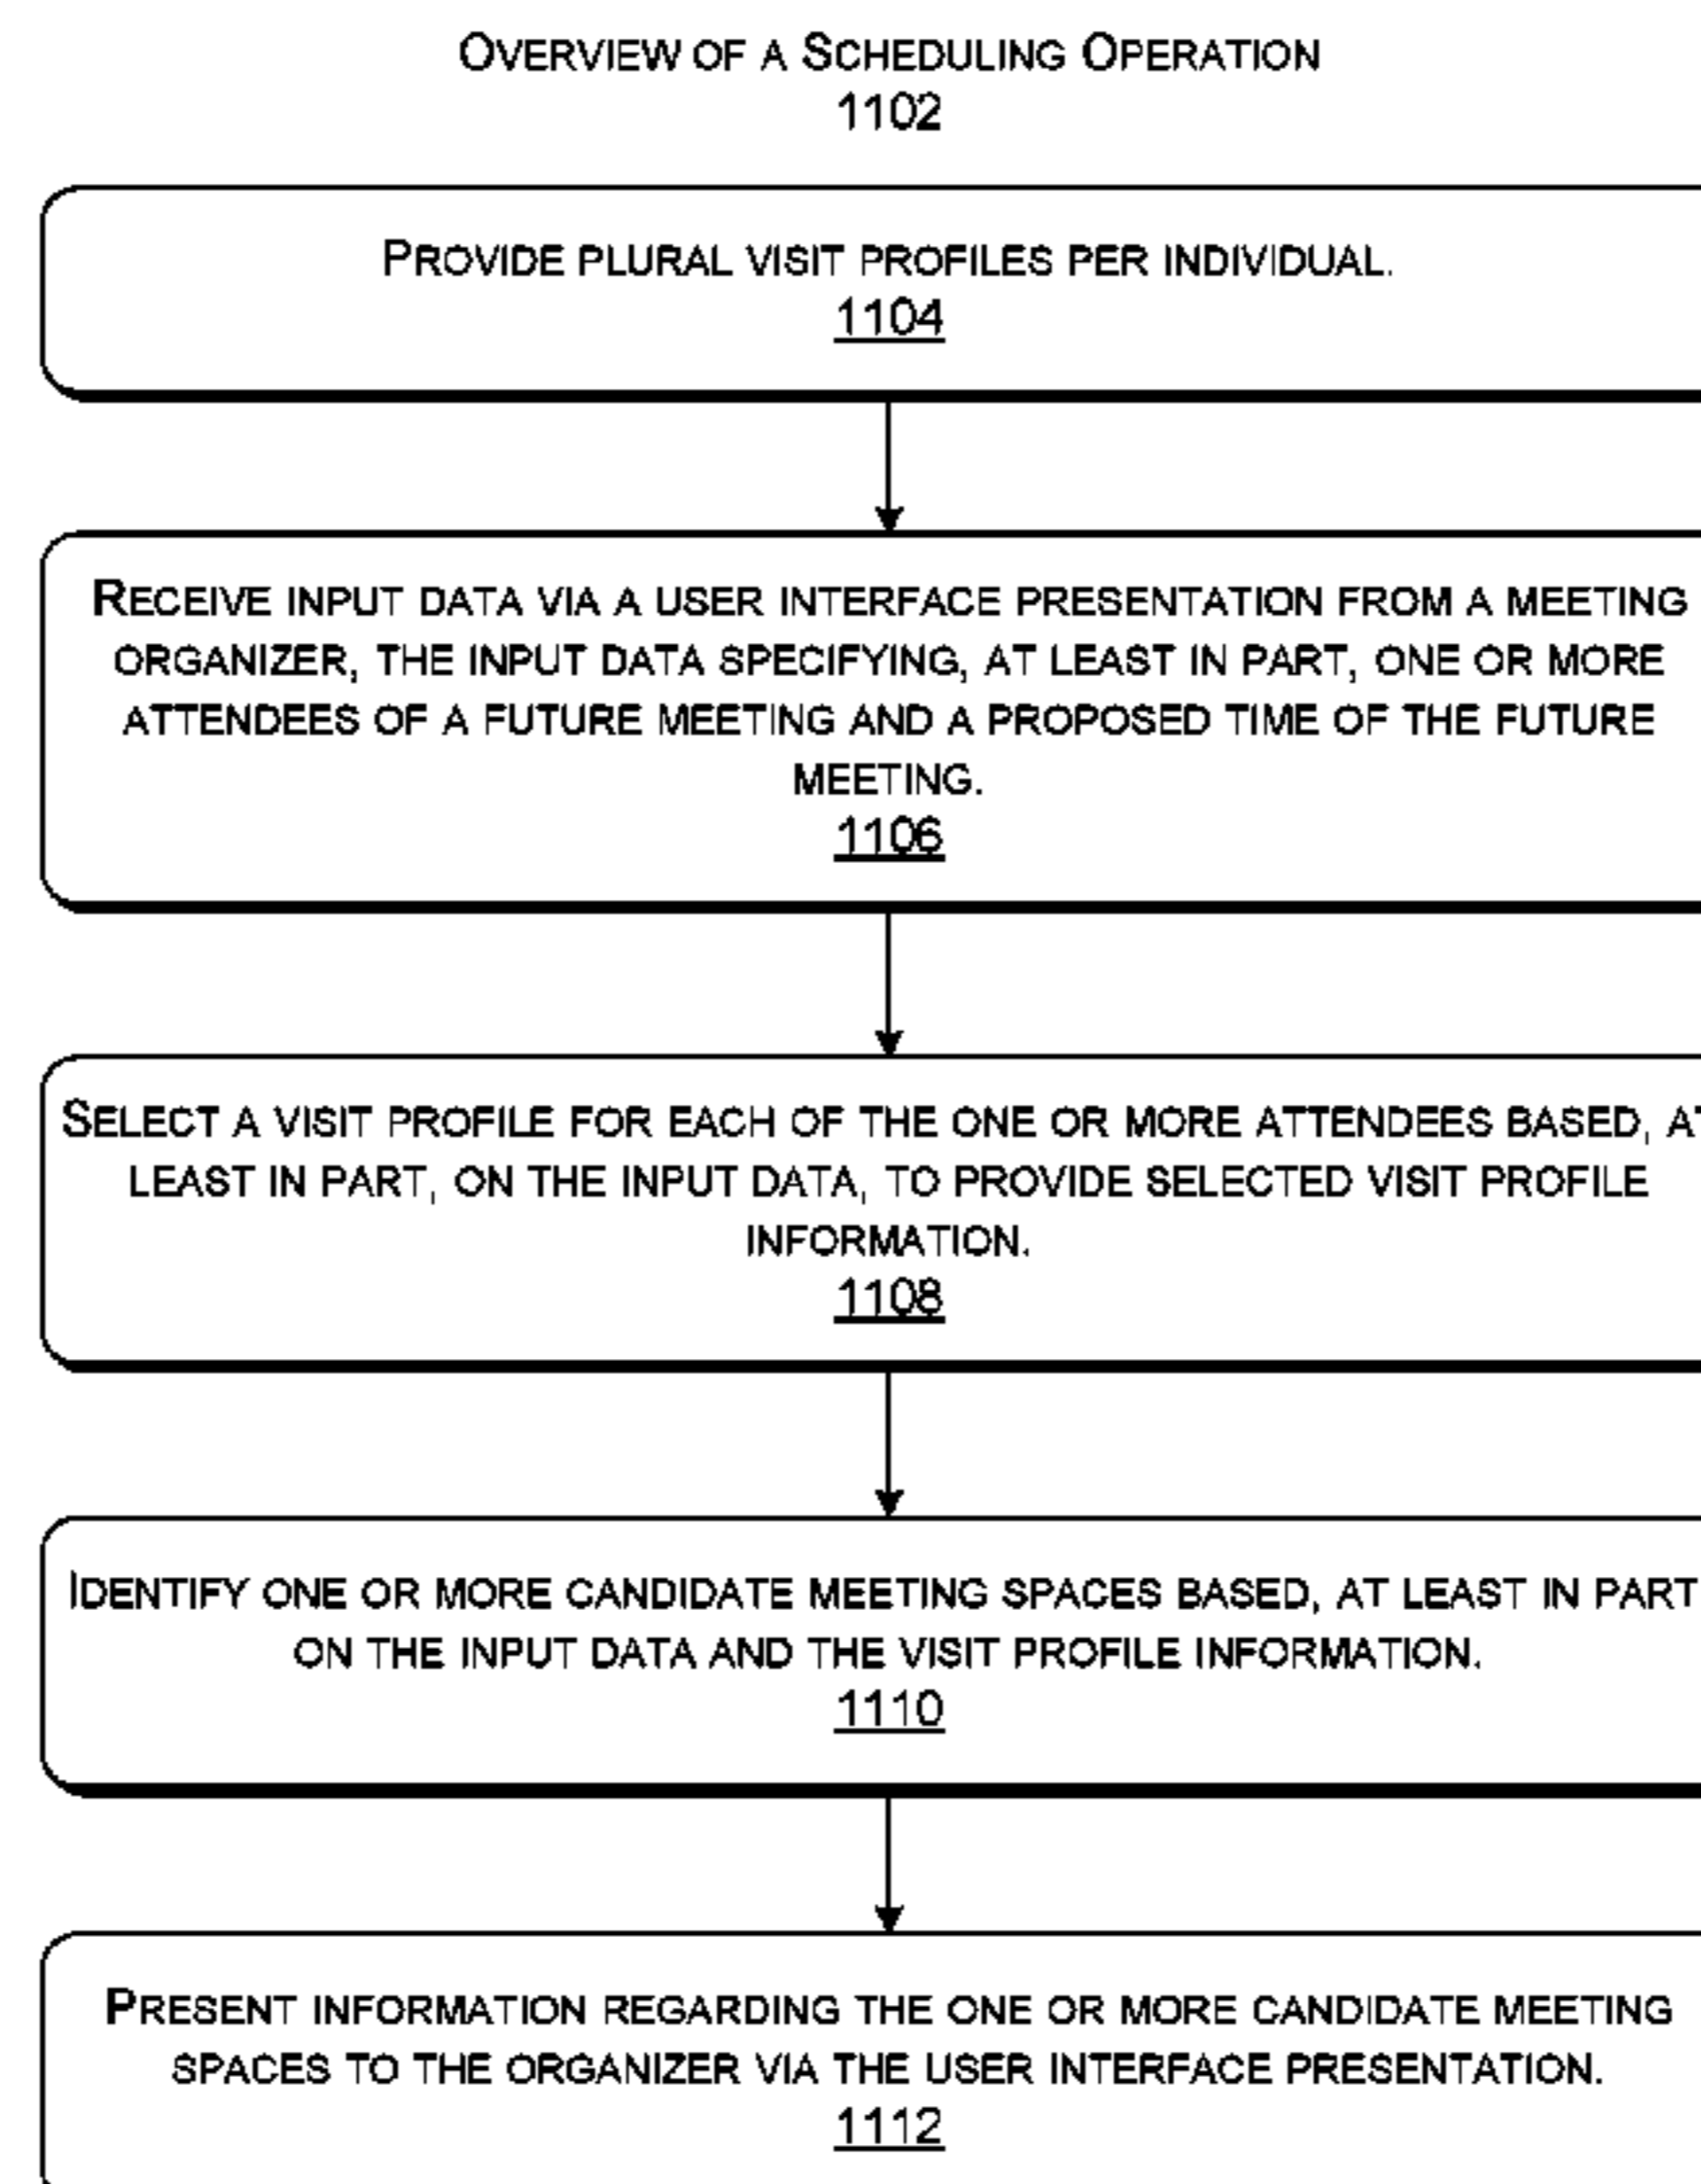 OVERVIEW OF A SCHEDULING OPERATION
1102
PROVIDE PLURAL VISIT PROFILES PER INDIVIDUAL.
1104
RECEIVE INPUT DATA VIA A USER INTERFACE PRESENTATION FROM A MEETING
ORGANIZER, THE INPUT DATA SPECIFYING, AT LEAST IN PART, ONE OR MORE
ATTENDEES OF A FUTURE MEETING AND A PROPOSED TIME OF THE FUTURE
MEETING.
1106
SELECT A VISIT PROFILE FOR EACH OF THE ONE OR MORE ATTENDEES BASED, AT
LEAST IN PART, ON THE INPUT DATA, TO PROVIDE SELECTED VISIT PROFILE
INFORMATION.
1108
IDENTIFY ONE OR MORE CANDIDATE MEETING SPACES BASED, AT LEAST IN PART
ON THE INPUT DATA AND THE VISIT PROFILE INFORMATION.
1110
PRESENT INFORMATION REGARDING THE ONE OR MORE CANDIDATE MEETING
SPACES TO THE ORGANIZER VIA THE USER INTERFACE PRESENTATION.
1112